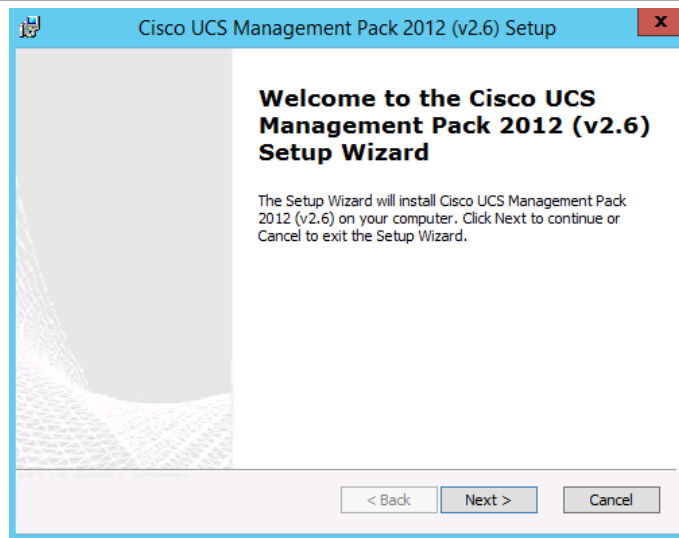 Cisco UCS Management Pack 2012 (v2.6) Setup
x
Welcome to the Cisco UCS
Management Pack 2012 (v2.6)
Setup Wizard
The Setup Wizard will install Cisco UCS Management Pack
2012 (v2.6) on your computer. Click Next to continue or
Cancel to exit the Setup Wizard.
< Back
Next >
Cancel